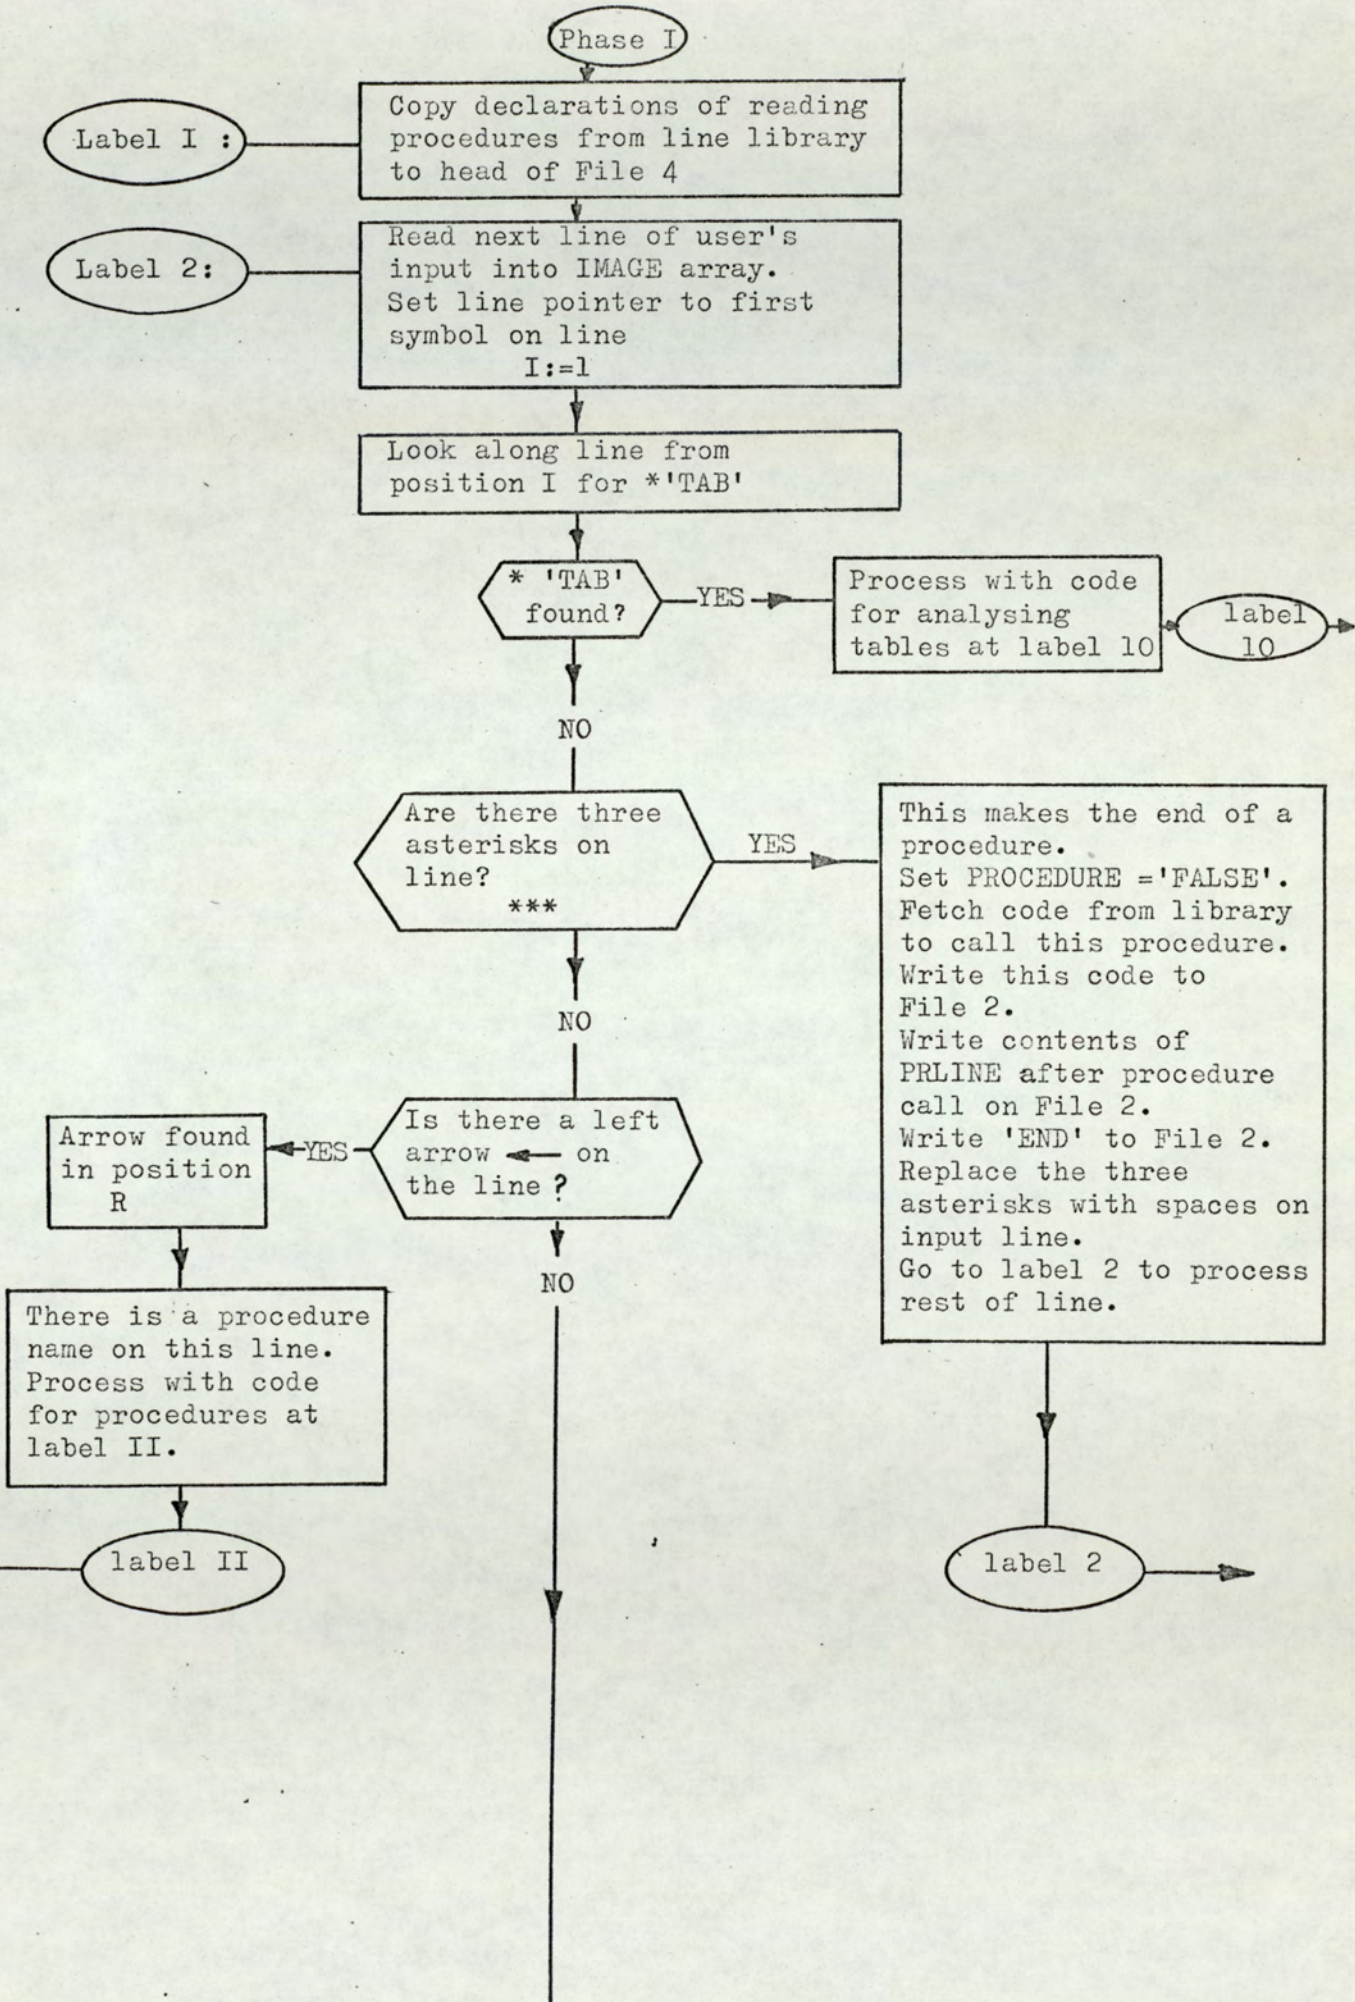 Phase I
Label I :
Copy declarations of reading
procedures from line library
to head of File 4
Label 2:
Read next line of user's
input into IMAGE array.
Set line pointer to first
symbol on line
I:=1
Look along line from
position I for *'TAB'
* 'TAB'
found?
YES
Process with code
for analysing
tables at label 10
label
10
NO
Are there three
asterisks on
line?
***
YES
This makes the end of a
procedure.
Set PROCEDURE ='FALSE'.
Fetch code from library
to call this procedure.
Write this code to
File 2.
Write contents of
PRLINE after procedure
call on File 2.
Write 'END' to File 2.
Replace the three
asterisks with spaces on
input line.
Go to label 2 to process
rest of line.
NO
Is there a left
arrow ← on
the line ?
YES
Arrow found
in position
R
NO
There is a procedure
name on this line.
Process with code
for procedures at
label II.
label II
label 2